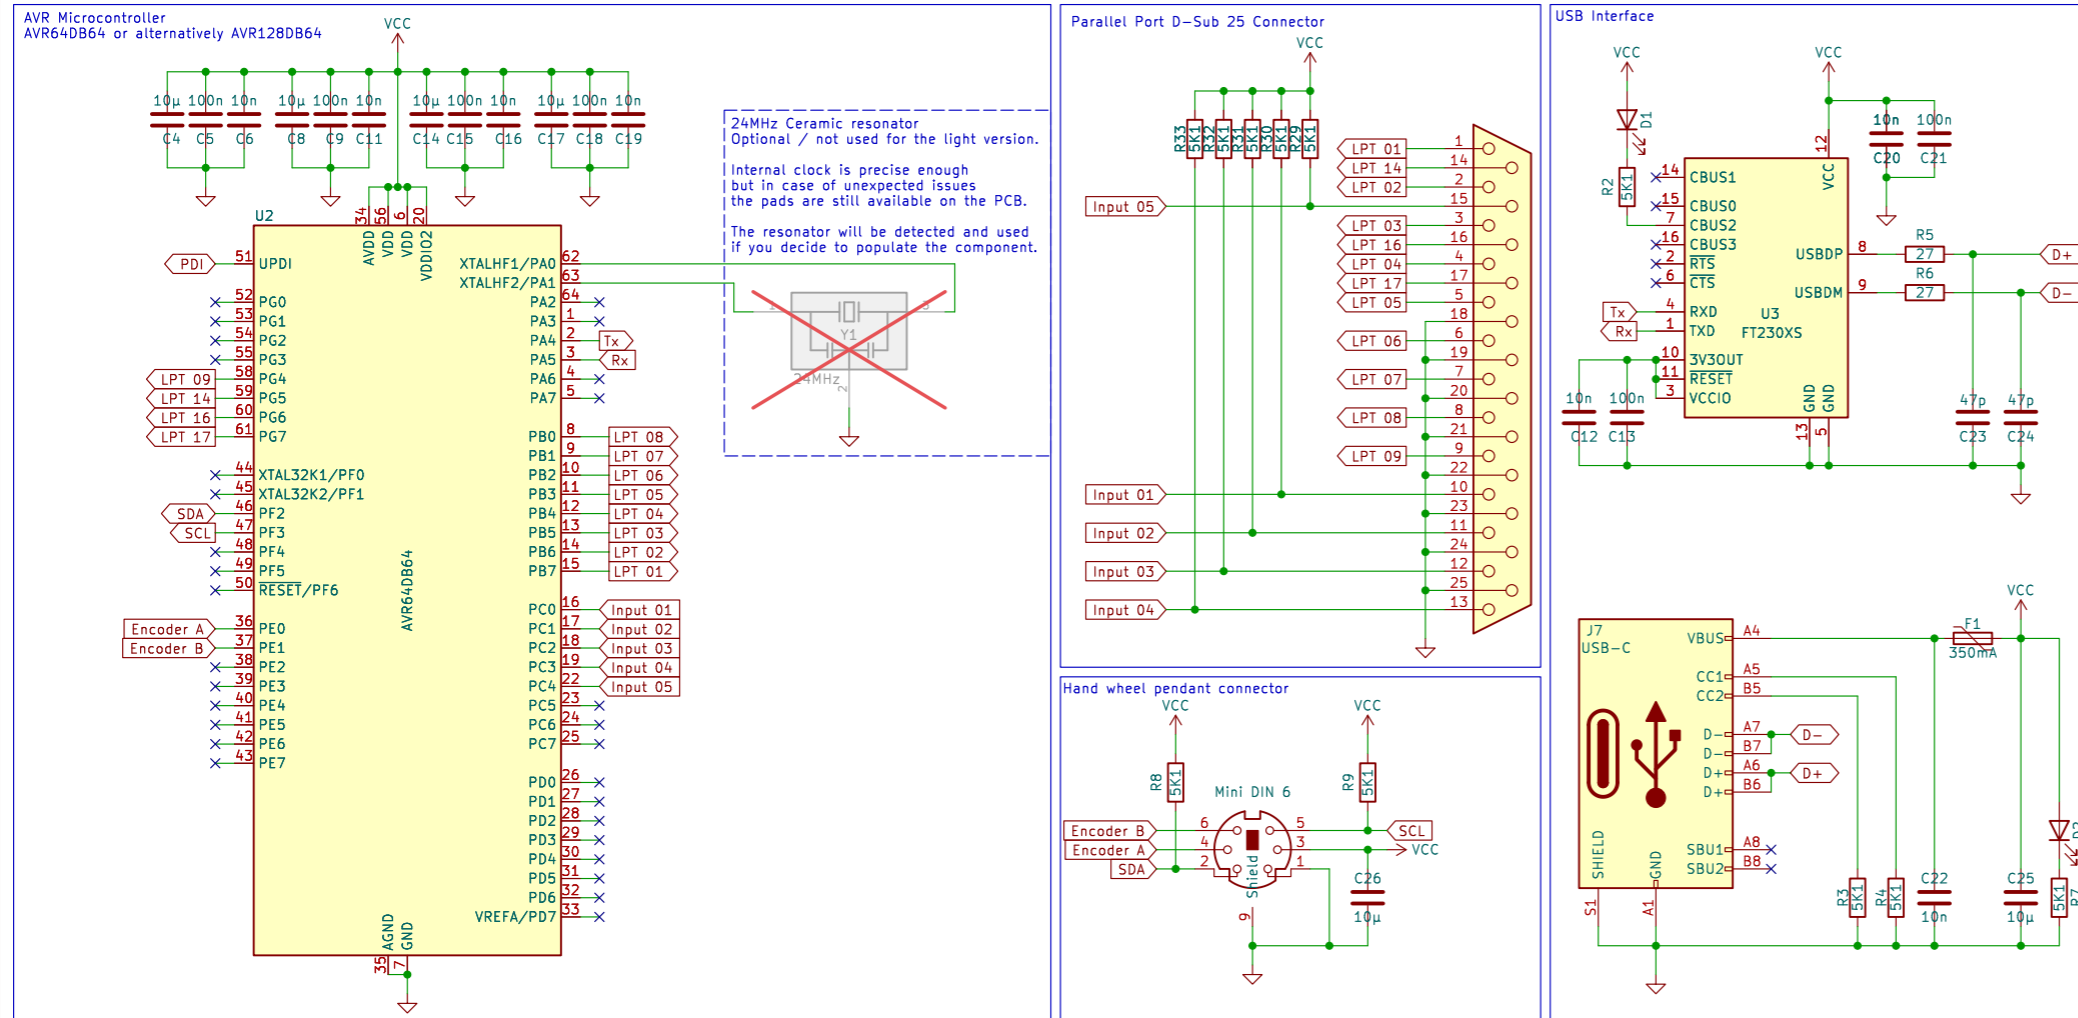 AVR Microcontroller
AVR64DB64 or alternatively AVR128DB64
VCC
10µ 100n 10n 10µ 100n 10n 10µ 100n 10n 10µ 100n 10n
C4 C5 C6 C8 C9 C11 C14 C15 C16 C17 C18 C19
24MHz Ceramic resonator
Optional / not used for the light version.
Internal clock is precise enough
but in case of unexpected issues
the pads are still available on the PCB.
The resonator will be detected and used
if you decide to populate the component.
U2
34 56 6 20
AVDD VDD VDD VDDIO2
PDI 51 UPDI
52 PG0
53 PG1
54 PG2
55 PG3
LPT 09 58 PG4
LPT 14 59 PG5
LPT 16 60 PG6
LPT 17 61 PG7
44 XTAL32K1/PF0
45 XTAL32K2/PF1
SDA 46 PF2
SCL 47 PF3
48 PF4
49 PF5
50 RESET/PF6
Encoder A 36 PE0
Encoder B 37 PE1
38 PE2
39 PE3
40 PE4
41 PE5
42 PE6
43 PE7
AVR64DB64
XTALHF1/PA0 62
XTALHF2/PA1 63
PA2 64
PA3 1
PA4 2 Tx
PA5 3 Rx
PA6 4
PA7 5
PB0 8 LPT 08
PB1 9 LPT 07
PB2 10 LPT 06
PB3 11 LPT 05
PB4 12 LPT 04
PB5 13 LPT 03
PB6 14 LPT 02
PB7 15 LPT 01
PC0 16 Input 01
PC1 17 Input 02
PC2 18 Input 03
PC3 19 Input 04
PC4 22 Input 05
PC5 23
PC6 24
PC7 25
PD0 26
PD1 27
PD2 28
PD3 29
PD4 30
PD5 31
PD6 32
VREFA/PD7 33
AGND GND
35 7
1 3
Y1
24MHz
2
Parallel Port D-Sub 25 Connector
VCC
R33 5K1 R32 5K1 R31 5K1 R30 5K1 R29 5K1
LPT 01 1
LPT 14 14
LPT 02 2
Input 05 15
LPT 03 3
LPT 16 16
LPT 04 4
LPT 17 17
LPT 05 5
18
LPT 06 6
19
LPT 07 7
20
LPT 08 8
21
LPT 09 9
22
Input 01 10
23
Input 02 11
24
Input 03 12
25
Input 04 13
Hand wheel pendant connector
VCC VCC
R8 5K1 R9 5K1
Mini DIN 6
Encoder B 6 5 SCL
Encoder A 4 3 VCC
SDA 2 1
Shield
9
C26
10µ
USB Interface
VCC VCC
D1
R2 5K1
10n 100n
C20 C21
12
VCC
14 CBUS1
15 CBUS0
7 CBUS2
16 CBUS3
2 RTS
6 CTS
Tx 4 RXD
Rx 1 TXD
10 3V3OUT
11 RESET
3 VCCIO
U3
FT230XS
USBDP 8
USBDM 9
GND GND
13 5
R5
27
D+
R6
27
D-
10n 100n
C12 C13
47p 47p
C23 C24
VCC
J7
USB-C
VBUS A4
CC1 A5
CC2 B5
D- A7
D- B7
D-
D+ A6
D+ B6
D+
SBU1 A8
SBU2 B8
SHIELD GND
S1 A1
F1
350mA
R3 5K1
R4 5K1
C22
10n
C25
10µ
5K1